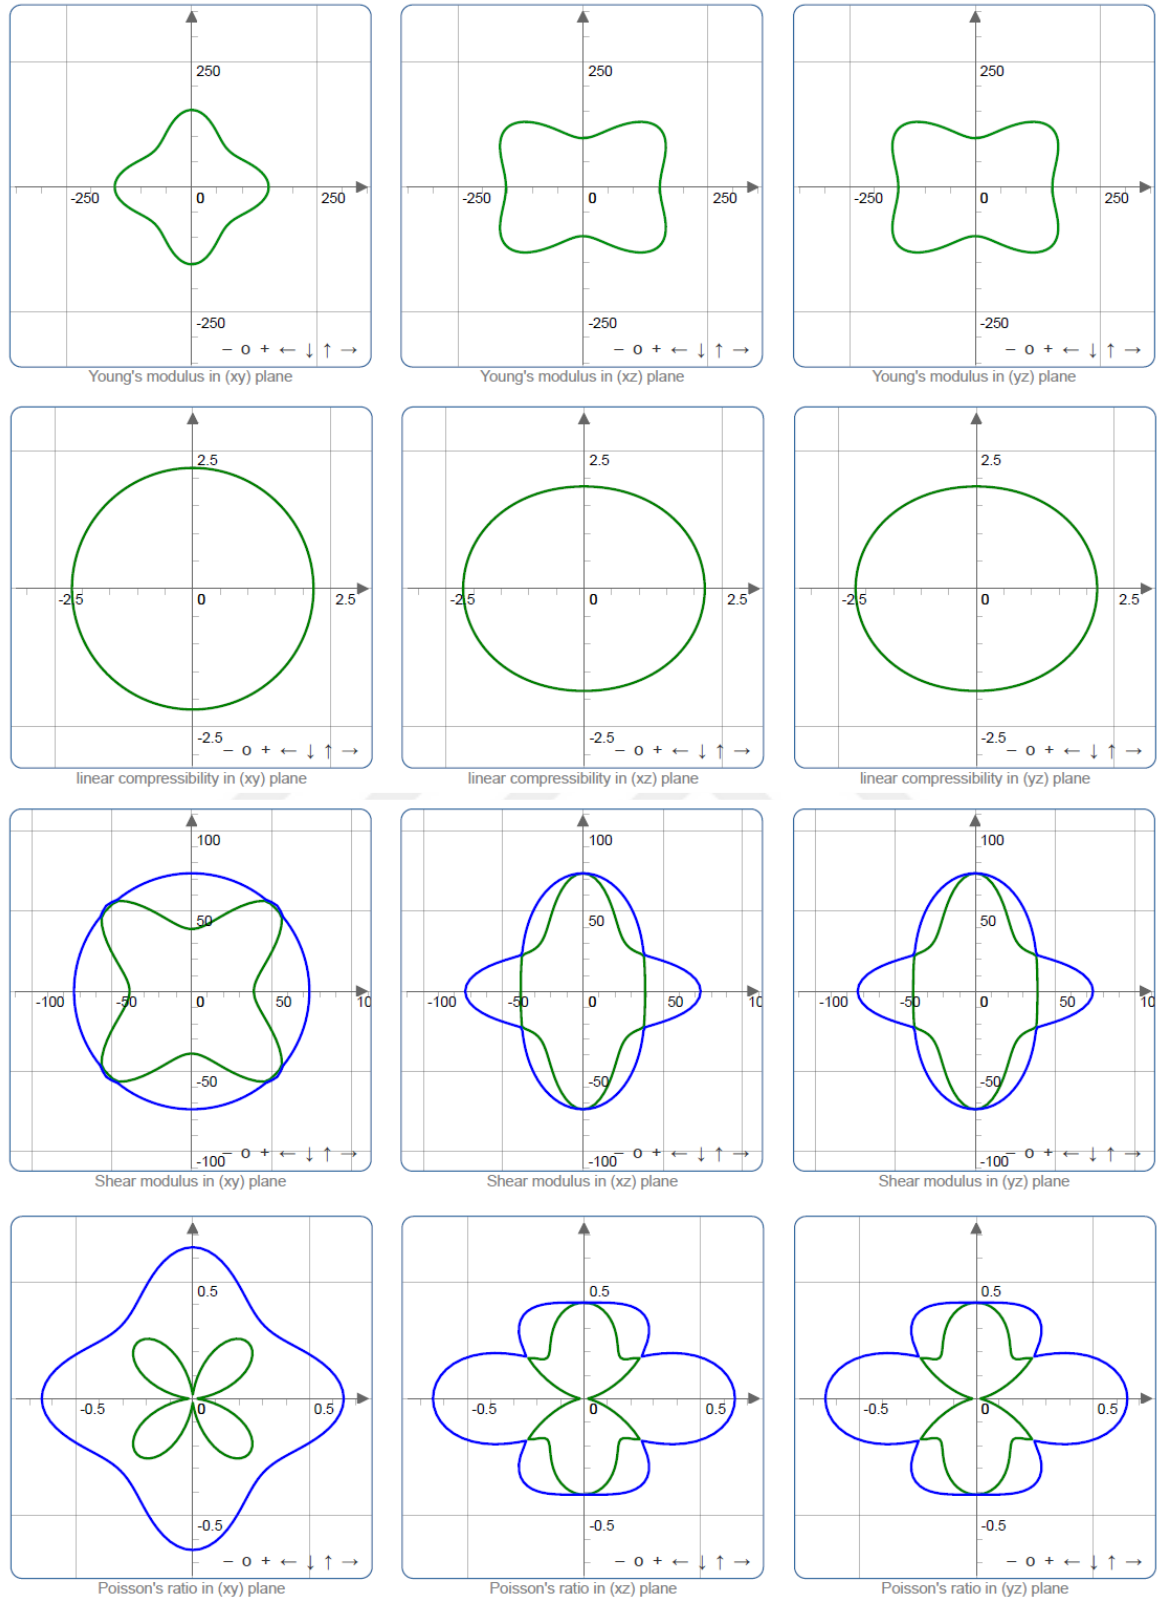 250 250 250
-250 0 250 -250 0 250 -250 0 250
-250 -250 -250
− o + ← ↓ ↑ → − o + ← ↓ ↑ → − o + ← ↓ ↑ →
Young's modulus in (xy) plane Young's modulus in (xz) plane Young's modulus in (yz) plane
2.5 2.5 2.5
-2.5 0 2.5 -2.5 0 2.5 -2.5 0 2.5
-2.5 -2.5 -2.5
− o + ← ↓ ↑ → − o + ← ↓ ↑ → − o + ← ↓ ↑ →
linear compressibility in (xy) plane linear compressibility in (xz) plane linear compressibility in (yz) plane
100 100 100
50 50 50
-100 -50 0 50 10 -100 -50 0 50 10 -100 -50 0 50 10
-50 -50 -50
-100 − o + ← ↓ ↑ → -100 − o + ← ↓ ↑ → -100 − o + ← ↓ ↑ →
Shear modulus in (xy) plane Shear modulus in (xz) plane Shear modulus in (yz) plane
0.5 0.5 0.5
-0.5 0 0.5 -0.5 0 0.5 -0.5 0 0.5
-0.5 -0.5 -0.5
− o + ← ↓ ↑ → − o + ← ↓ ↑ → − o + ← ↓ ↑ →
Poisson's ratio in (xy) plane Poisson's ratio in (xz) plane Poisson's ratio in (yz) plane